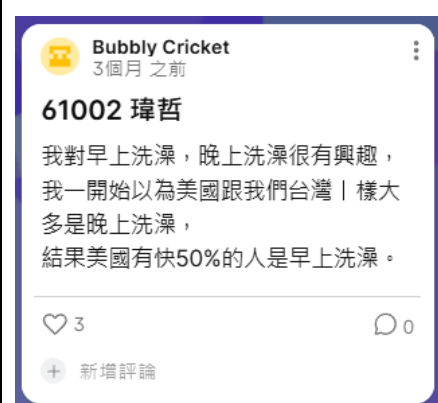 Bubbly Cricket
3個月 之前
61002 瑋哲
我對早上洗澡，晚上洗澡很有興趣，
我一開始以為美國跟我們台灣｜樣大
多是晚上洗澡，
結果美國有快50%的人是早上洗澡。
3
0
+ 新增評論